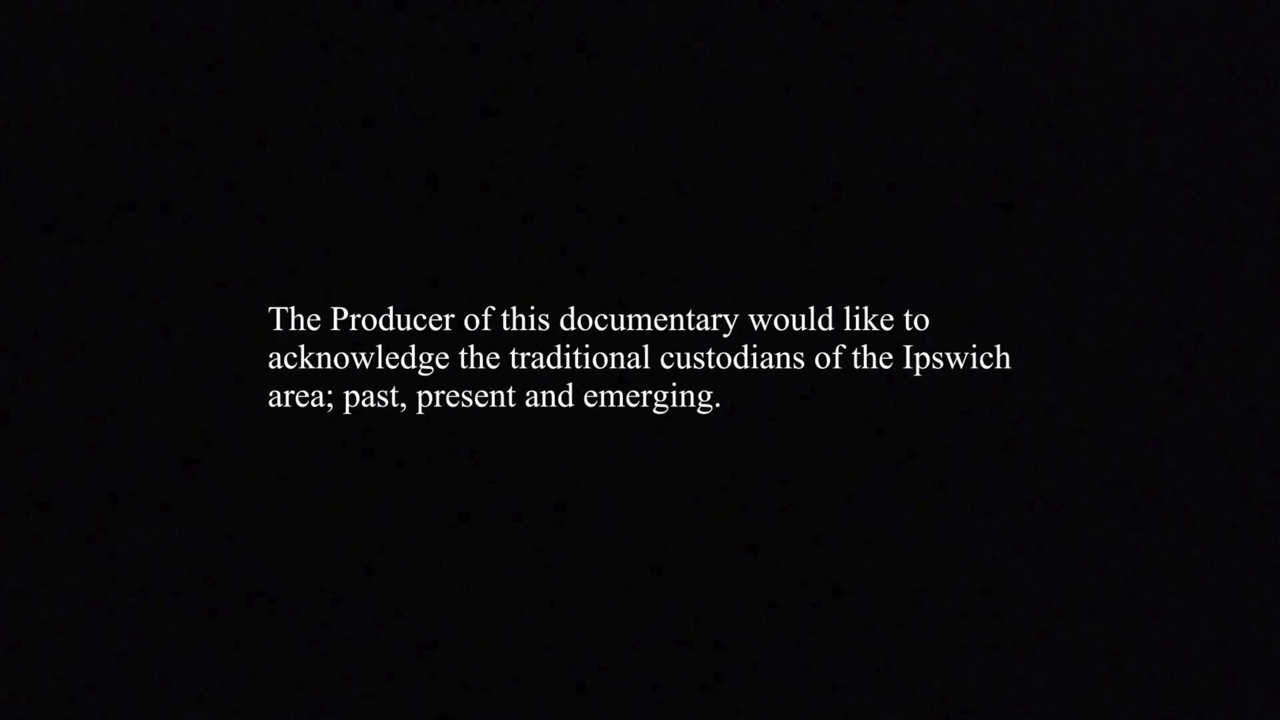 The Producer of this documentary would like to
acknowledge the traditional custodians of the Ipswich
area; past, present and emerging.